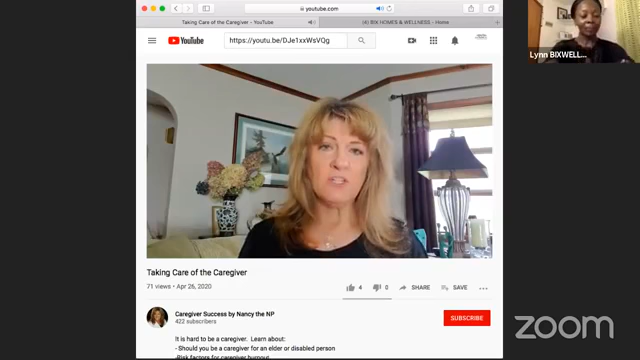 youtube.com
Taking Care of the Caregiver - YouTube
(4) BIX HOMES & WELLNESS - Home
YouTube
https://youtu.be/DJe1xxWsVQg
Lynn BIXWELL...
Taking Care of the Caregiver
71 views • Apr 26, 2020
4
0
SHARE
SAVE
Caregiver Success by Nancy the NP
422 subscribers
SUBSCRIBE
It is hard to be a caregiver. Learn about:
- Should you be a caregiver for an elder or disabled person
-Risk factors for caregiver burnout
zoom